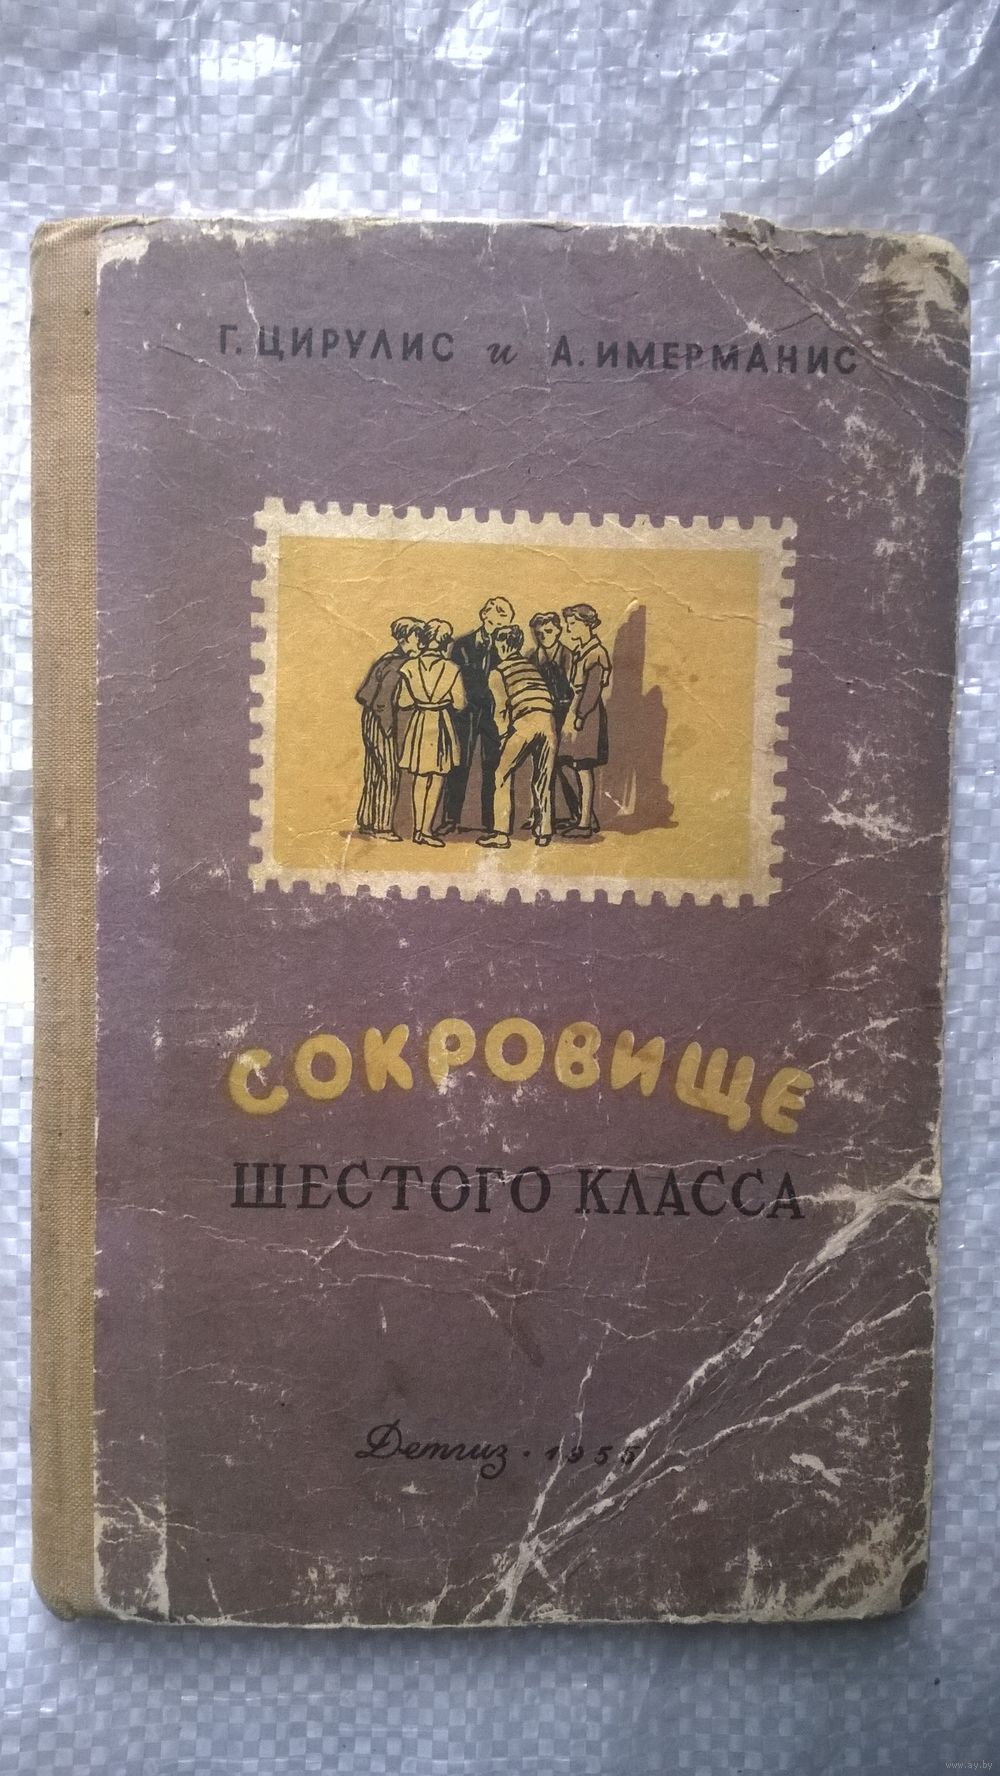 Г. ЦИРУЛИС и А. ИМЕРМАНИС
СОКРОВИЩЕ
ШЕСТОГО КЛАССА
Детгиз · 1955
www.ay.by